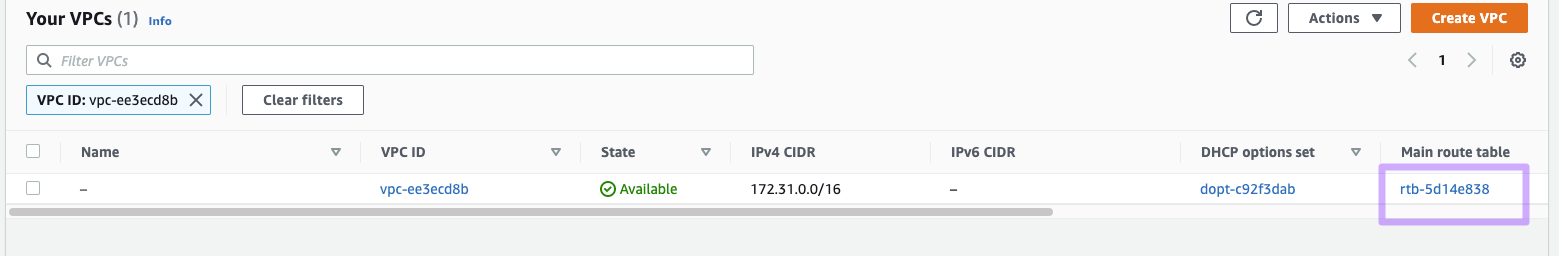 Your VPCs (1) Info
Actions
Create VPC
Filter VPCs
1
VPC ID: vpc-ee3ecd8b
Clear filters
Name VPC ID State IPv4 CIDR IPv6 CIDR DHCP options set Main route table
– vpc-ee3ecd8b Available 172.31.0.0/16 – dopt-c92f3dab rtb-5d14e838